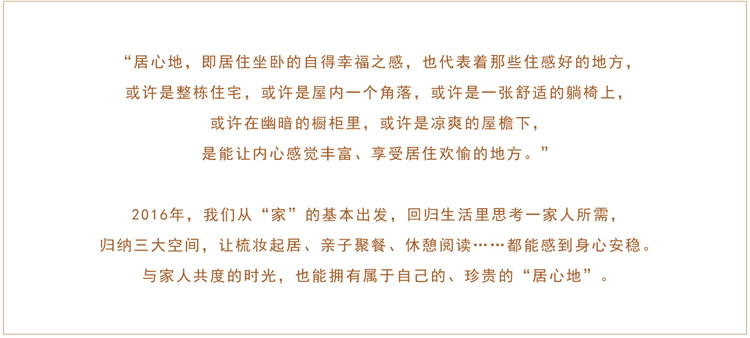 “居心地，即居住坐卧的自得幸福之感，也代表着那些住感好的地方，
或许是整栋住宅，或许是屋内一个角落，或许是一张舒适的躺椅上，
或许在幽暗的橱柜里，或许是凉爽的屋檐下，
是能让内心感觉丰富、享受居住欢愉的地方。”
2016年，我们从“家”的基本出发，回归生活里思考一家人所需，
归纳三大空间，让梳妆起居、亲子聚餐、休憩阅读……都能感到身心安稳。
与家人共度的时光，也能拥有属于自己的、珍贵的“居心地”。